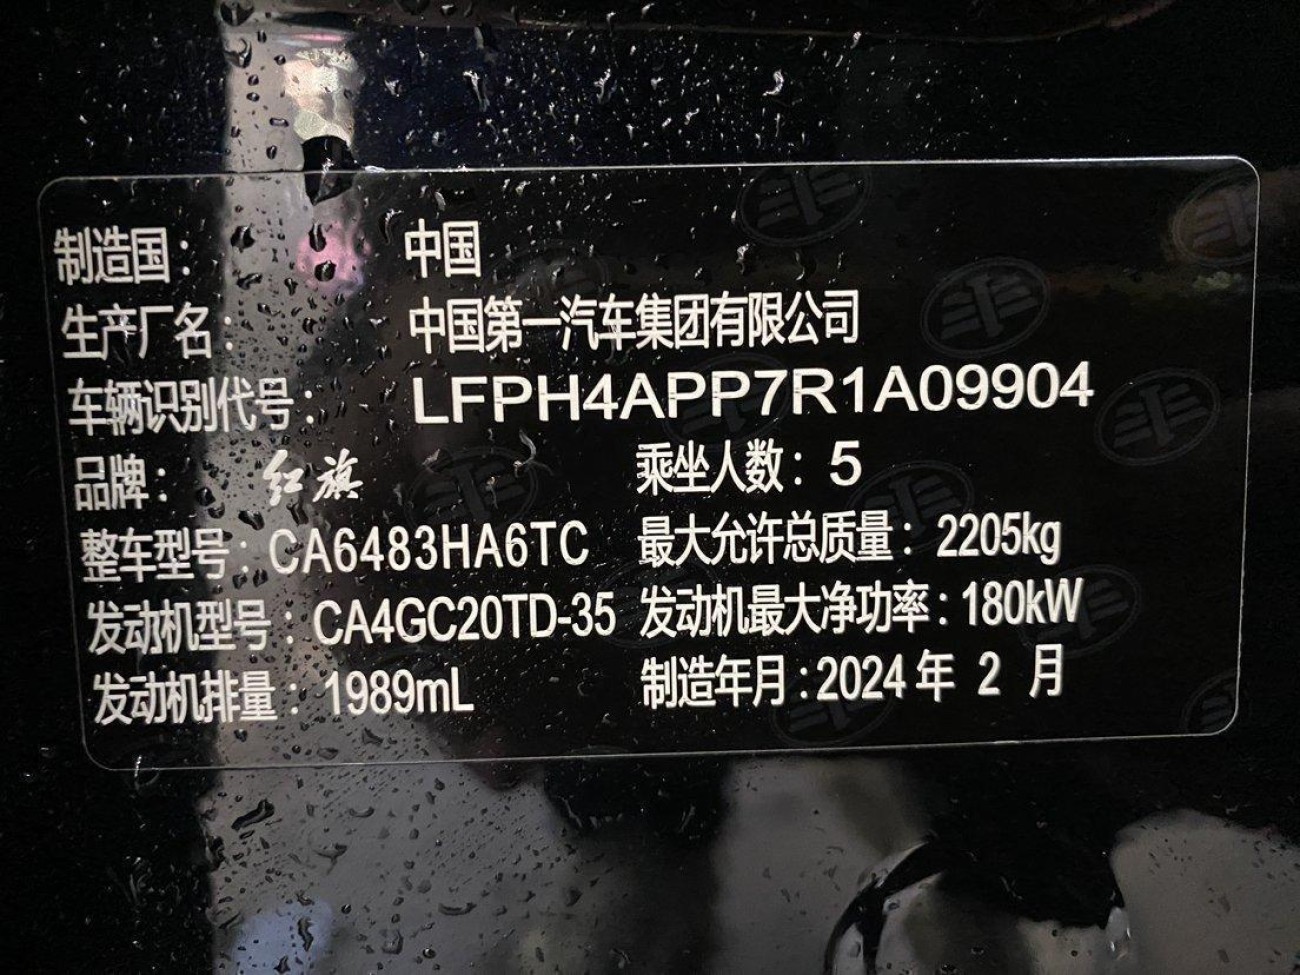 制造国： 中国
生产厂名： 中国第一汽车集团有限公司
车辆识别代号： LFPH4APP7R1A09904
品牌： 红旗 乘坐人数：5
整车型号：CA6483HA6TC 最大允许总质量：2205kg
发动机型号：CA4GC20TD-35 发动机最大净功率：180kW
发动机排量：1989mL 制造年月：2024年 2 月